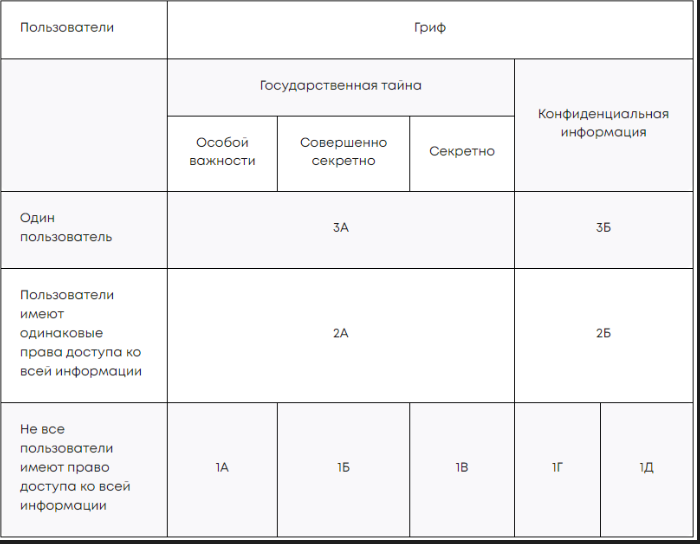 Пользователи
Гриф
Государственная тайна
Конфиденциальная
информация
Особой
важности
Совершенно
секретно
Секретно
Один
пользователь
3А
3Б
Пользователи
имеют
одинаковые
права доступа ко
всей информации
2А
2Б
Не все
пользователи
имеют право
доступа ко всей
информации
1А
1Б
1В
1Г
1Д